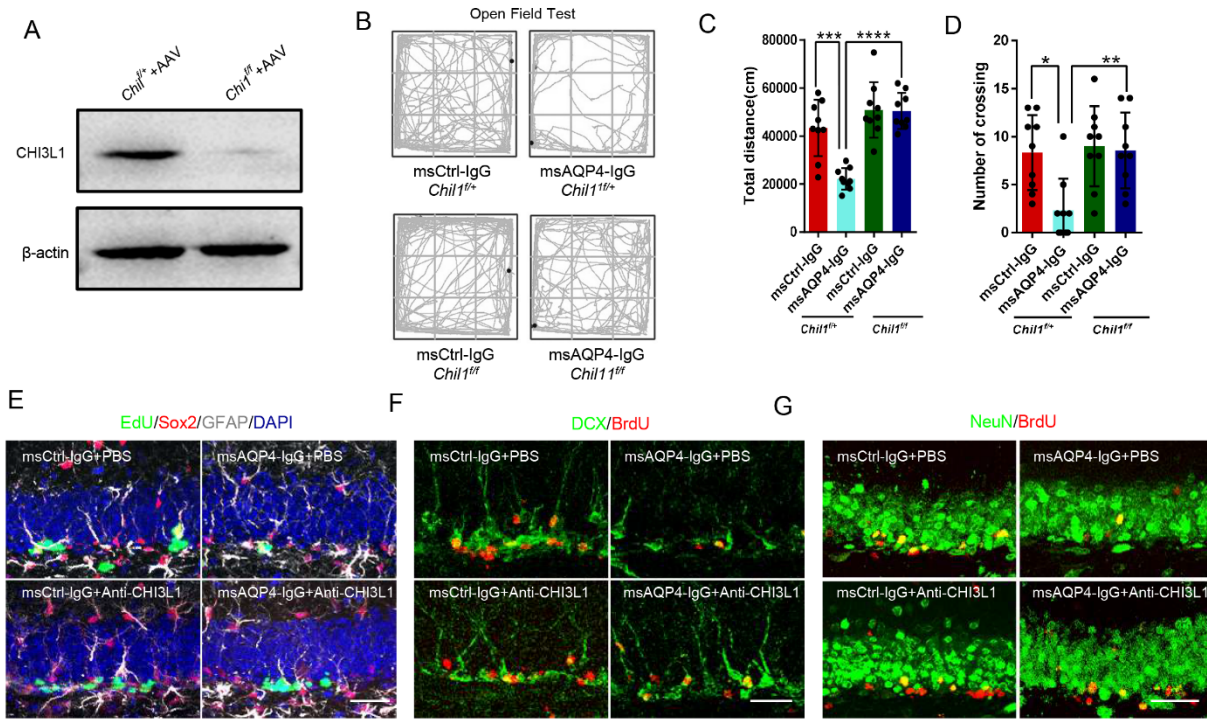 A
Chil^f/+ +AAV
Chi1^f/f +AAV
CHI3L1
β-actin
B
Open Field Test
msCtrl-IgG
Chil1^f/+
msAQP4-IgG
Chil1^1f/+
msCtrl-IgG
Chil1^f/f
msAQP4-IgG
Chil11^f/f
C
*** ****
Total distance(cm)
80000
60000
40000
20000
0
msCtrl-IgG
msAQP4-IgG
msCtrl-IgG
msAQP4-IgG
Chil1^f/+
Chil1^f/f
D
* **
Number of crossing
20
15
10
5
0
msCtrl-IgG
msAQP4-IgG
msCtrl-IgG
msAQP4-IgG
Chil1^f/+
Chil1^f/f
E
EdU/Sox2/GFAP/DAPI
msCtrl-IgG+PBS
msAQP4-IgG+PBS
msCtrl-IgG+Anti-CHI3L1
msAQP4-IgG+Anti-CHI3L1
F
DCX/BrdU
msCtrl-IgG+PBS
msAQP4-IgG+PBS
msCtrl-IgG+Anti-CHI3L1
msAQP4-IgG+Anti-CHI3L1
G
NeuN/BrdU
msCtrl-IgG+PBS
msAQP4-IgG+PBS
msCtrl-IgG+Anti-CHI3L1
msAQP4-IgG+Anti-CHI3L1